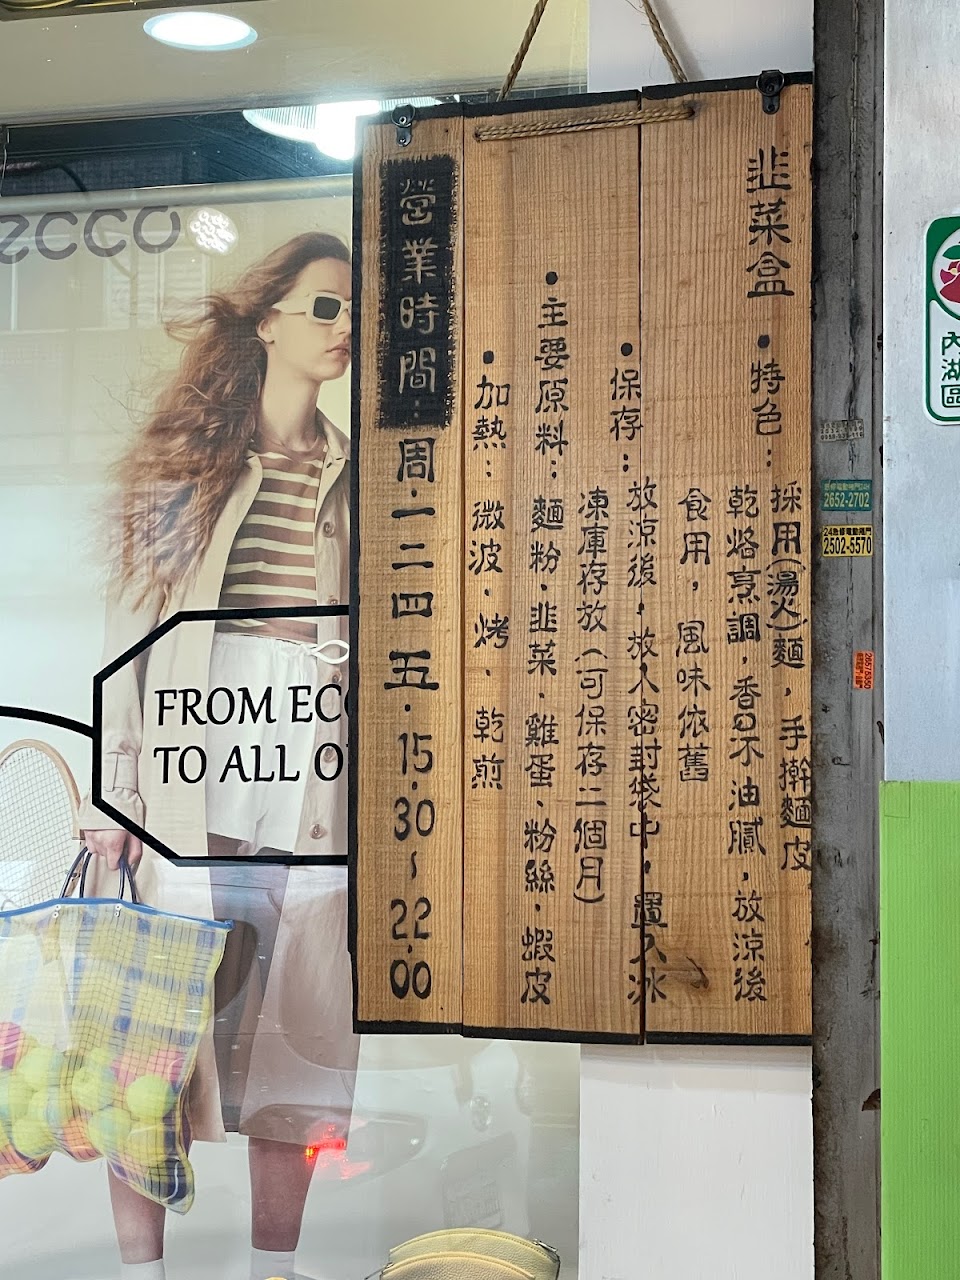 韭菜盒
•特色：採用(燙)麵，手擀麵皮
乾烙烹調，香Q不油膩，放涼後
食用，風味依舊
•保存：放涼後，放入密封袋中，置入冰
凍庫存放(可保存二個月)
•主要原料：麵粉、韭菜、雞蛋、粉絲、蝦皮
•加熱：微波、烤、乾煎
營業時間：周・一二四五・15:30~22:00
ecco
FROM EC
TO ALL O
內湖區
2652-2702
2502-5570